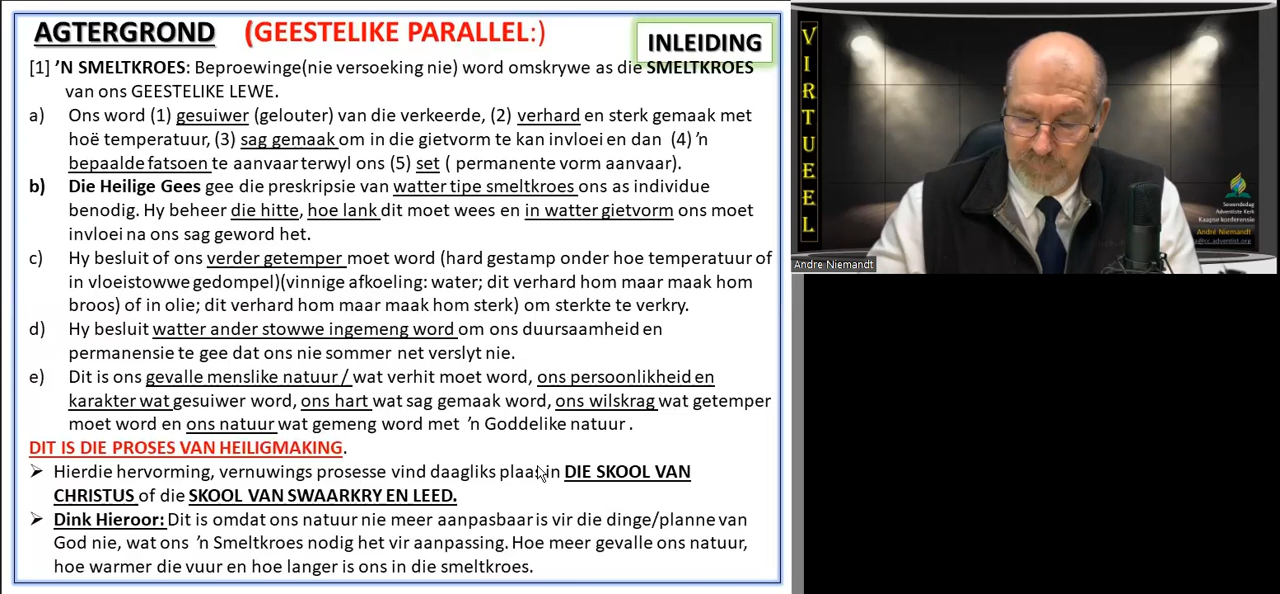 AGTERGROND (GEESTELIKE PARALLEL:)
INLEIDING
[1] ’N SMELTKROES: Beproewinge(nie versoeking nie) word omskrywe as die SMELTKROES
van ons GEESTELIKE LEWE.
a) Ons word (1) gesuiwer (gelouter) van die verkeerde, (2) verhard en sterk gemaak met
hoë temperatuur, (3) sag gemaak om in die gietvorm te kan invloei en dan (4) ’n
bepaalde fatsoen te aanvaar terwyl ons (5) set ( permanente vorm aanvaar).
b) Die Heilige Gees gee die preskripsie van watter tipe smeltkroes ons as individue
benodig. Hy beheer die hitte, hoe lank dit moet wees en in watter gietvorm ons moet
invloei na ons sag geword het.
c) Hy besluit of ons verder getemper moet word (hard gestamp onder hoe temperatuur of
in vloeistowwe gedompel)(vinnige afkoeling: water; dit verhard hom maar maak hom
broos) of in olie; dit verhard hom maar maak hom sterk) om sterkte te verkry.
d) Hy besluit watter ander stowwe ingemeng word om ons duursaamheid en
permanensie te gee dat ons nie sommer net verslyt nie.
e) Dit is ons gevalle menslike natuur / wat verhit moet word, ons persoonlikheid en
karakter wat gesuiwer word, ons hart wat sag gemaak word, ons wilskrag wat getemper
moet word en ons natuur wat gemeng word met ’n Goddelike natuur .
DIT IS DIE PROSES VAN HEILIGMAKING.
➢ Hierdie hervorming, vernuwings prosesse vind daagliks plaas in DIE SKOOL VAN
CHRISTUS of die SKOOL VAN SWAARKRY EN LEED.
➢ Dink Hieroor: Dit is omdat ons natuur nie meer aanpasbaar is vir die dinge/planne van
God nie, wat ons ’n Smeltkroes nodig het vir aanpassing. Hoe meer gevalle ons natuur,
hoe warmer die vuur en hoe langer is ons in die smeltkroes.
VIRTUEEL
Sewendedag
Adventiste Kerk
Kaapse konferensie
André Niemandt
Andre Niemandt